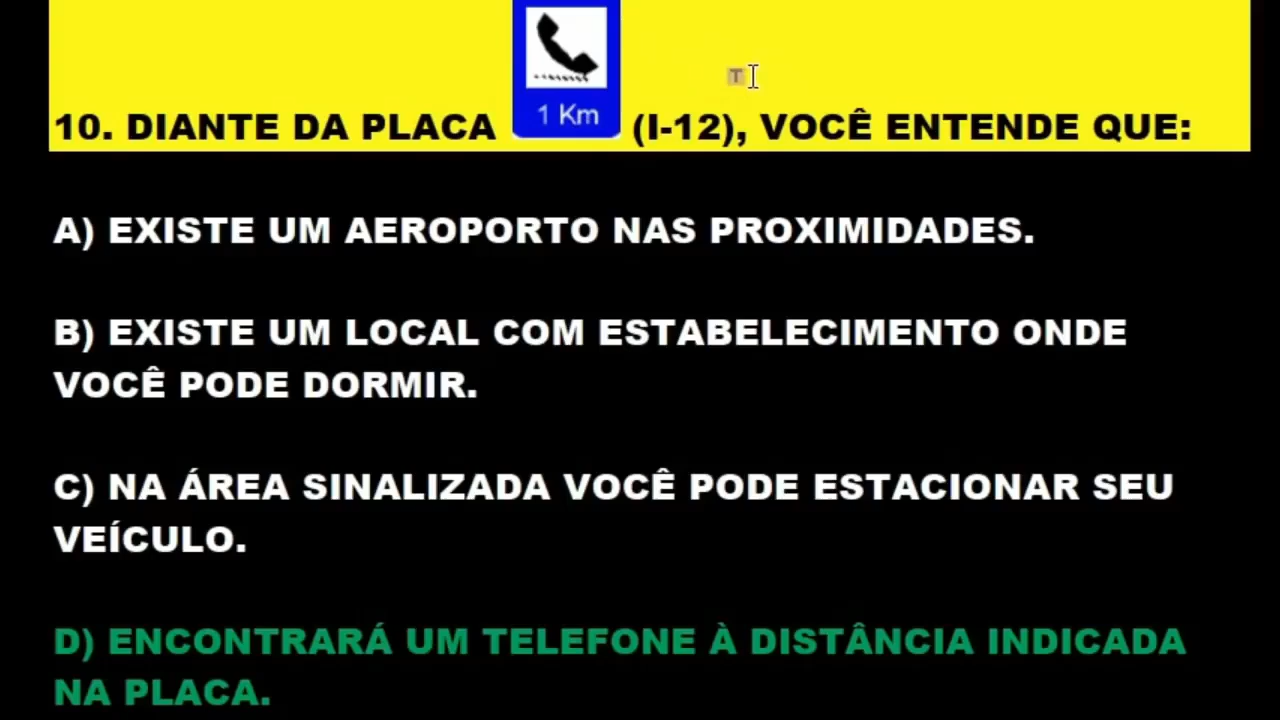 1 Km
10. DIANTE DA PLACA (I-12), VOCÊ ENTENDE QUE:
A) EXISTE UM AEROPORTO NAS PROXIMIDADES.
B) EXISTE UM LOCAL COM ESTABELECIMENTO ONDE
VOCÊ PODE DORMIR.
C) NA ÁREA SINALIZADA VOCÊ PODE ESTACIONAR SEU
VEÍCULO.
D) ENCONTRARÁ UM TELEFONE À DISTÂNCIA INDICADA
NA PLACA.